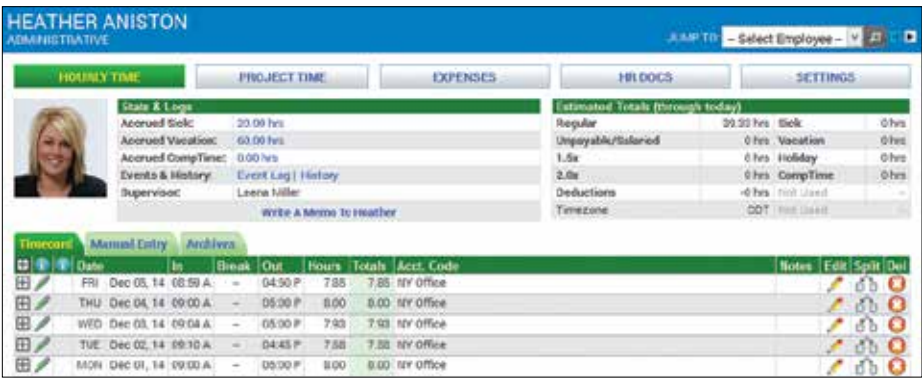 HEATHER ANISTON
ADMINISTRATIVE
JUMP TO: – Select Employee –
HOURLY TIME PROJECT TIME EXPENSES HR DOCS SETTINGS
Stats & Logs
Accrued Sick: 20.00 hrs
Accrued Vacation: 60.00 hrs
Accrued CompTime: 0.00 hrs
Events & History: Event Log | History
Supervisor: Leena Miller
Write A Memo to Heather
Estimated Totals (through today)
Regular hrs Sick 0 hrs
Unpayable/Salaried 0 hrs Vacation 0 hrs
1.5x 0 hrs Holiday 0 hrs
2.0x 0 hrs CompTime 0 hrs
Deductions -0 hrs Not Used -
Timezone CDT Not Used
Timecard Manual Entry Archives
Date In Break Out Hours Totals Acct. Code Notes Edit Split Del
FRI Dec 05, 14 08:59 A – 04:50 P 7.85 7.85 NY Office
THU Dec 04, 14 09:00 A – 05:00 P 8.00 8.00 NY Office
WED Dec 03, 14 09:04 A – 05:00 P 7.93 7.93 NY Office
TUE Dec 02, 14 09:10 A – 04:45 P 7.58 7.58 NY Office
MON Dec 01, 14 09:00 A – 05:00 P 8.00 8.00 NY Office